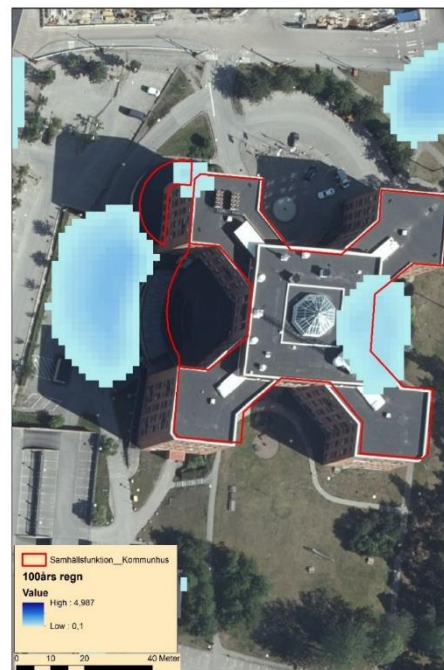 Samhällsfunktion__Kommunhus
100års regn
Value
High : 4,987
Low : 0,1
0 10 20 40 Meter